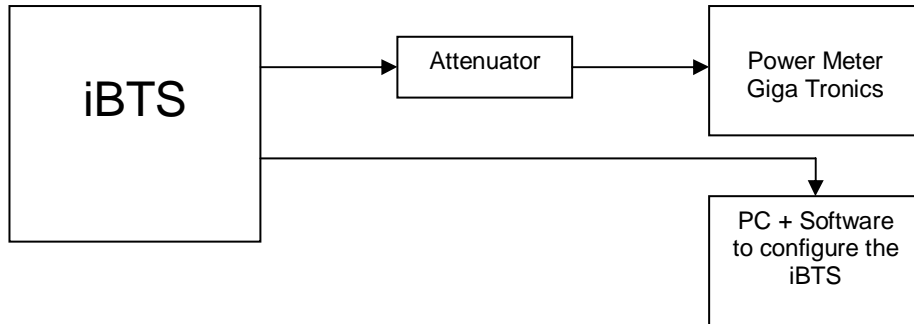 iBTS
Attenuator
Power Meter
Giga Tronics
PC + Software
to configure the
iBTS